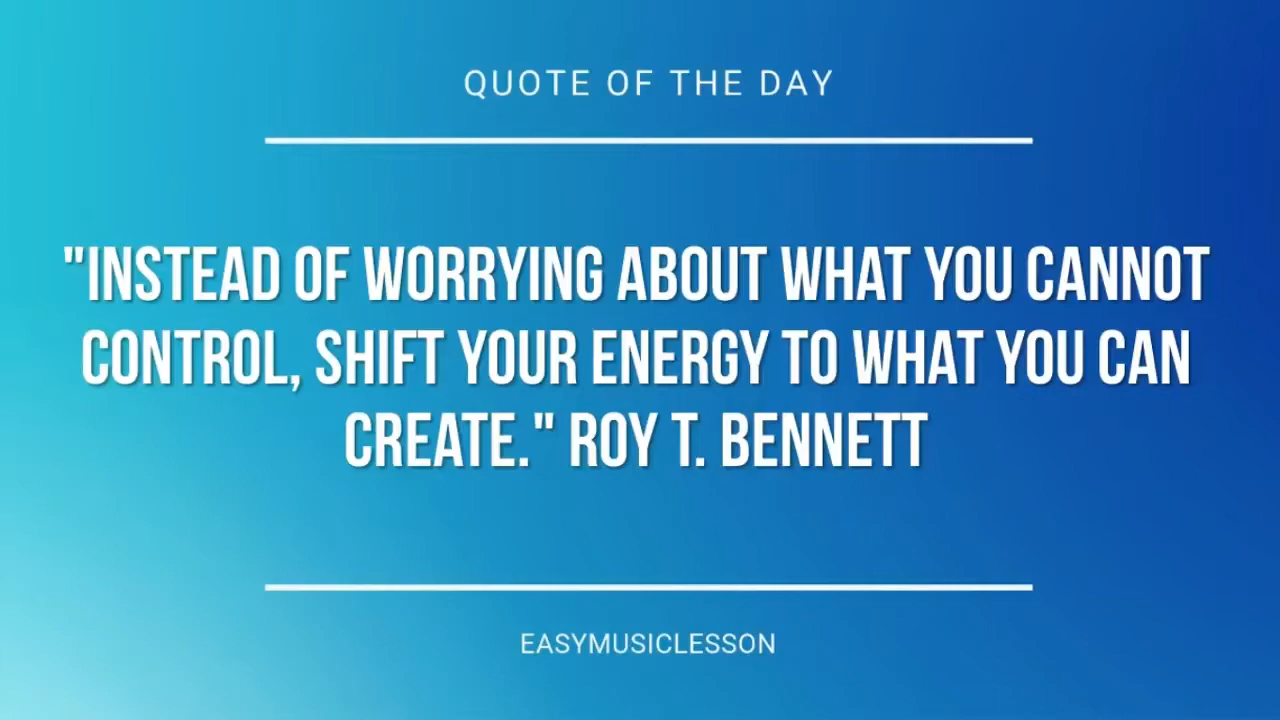 QUOTE OF THE DAY
"INSTEAD OF WORRYING ABOUT WHAT YOU CANNOT
CONTROL, SHIFT YOUR ENERGY TO WHAT YOU CAN
CREATE." ROY T. BENNETT
EASYMUSICLESSON